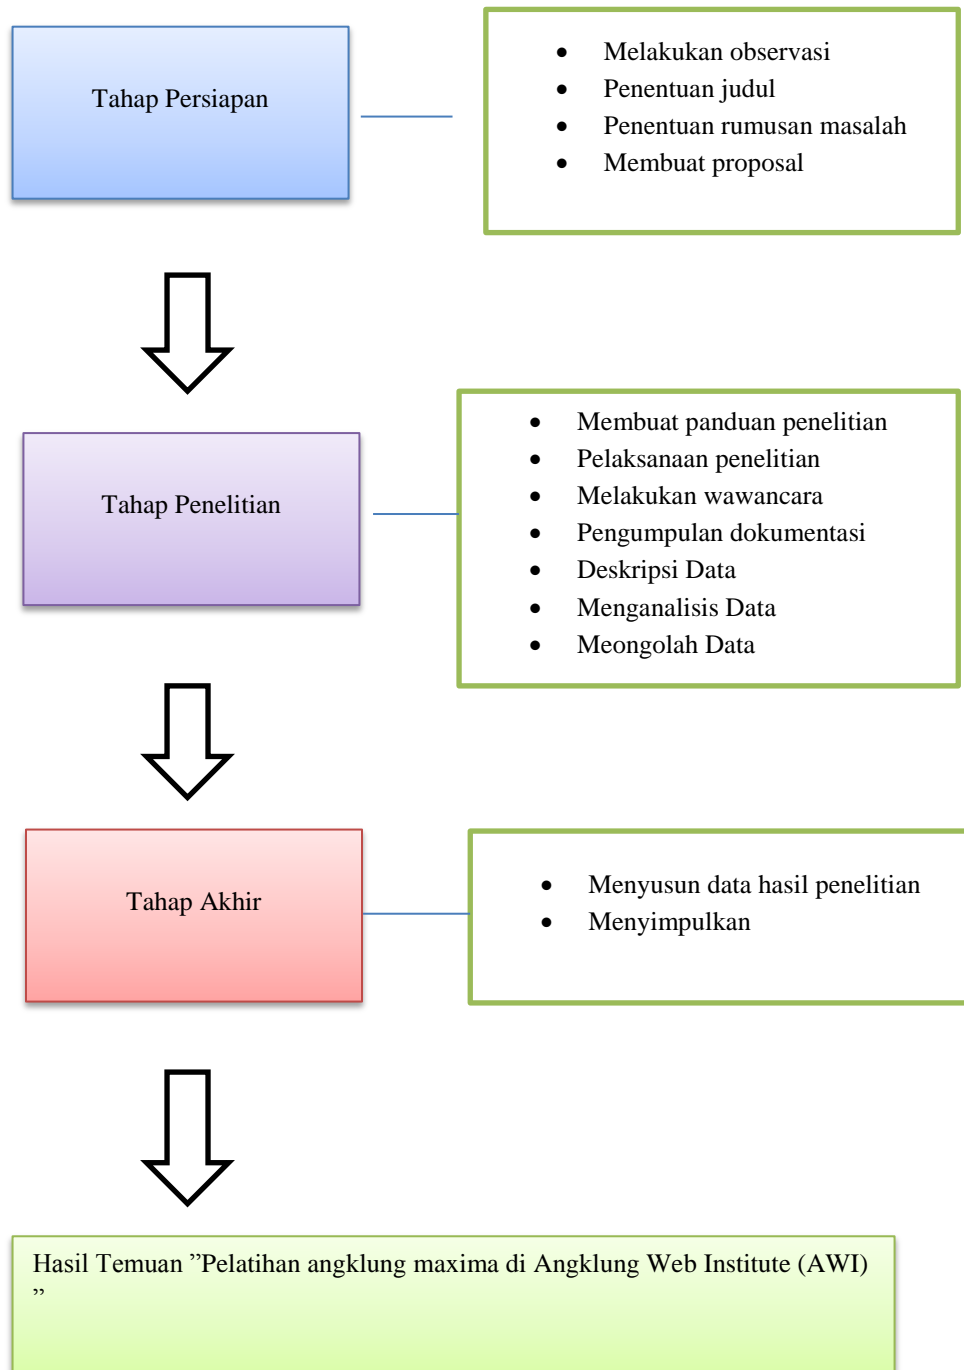 Tahap Persiapan
• Melakukan observasi
• Penentuan judul
• Penentuan rumusan masalah
• Membuat proposal
Tahap Penelitian
• Membuat panduan penelitian
• Pelaksanaan penelitian
• Melakukan wawancara
• Pengumpulan dokumentasi
• Deskripsi Data
• Menganalisis Data
• Meongolah Data
Tahap Akhir
• Menyusun data hasil penelitian
• Menyimpulkan
Hasil Temuan ”Pelatihan angklung maxima di Angklung Web Institute (AWI)
”